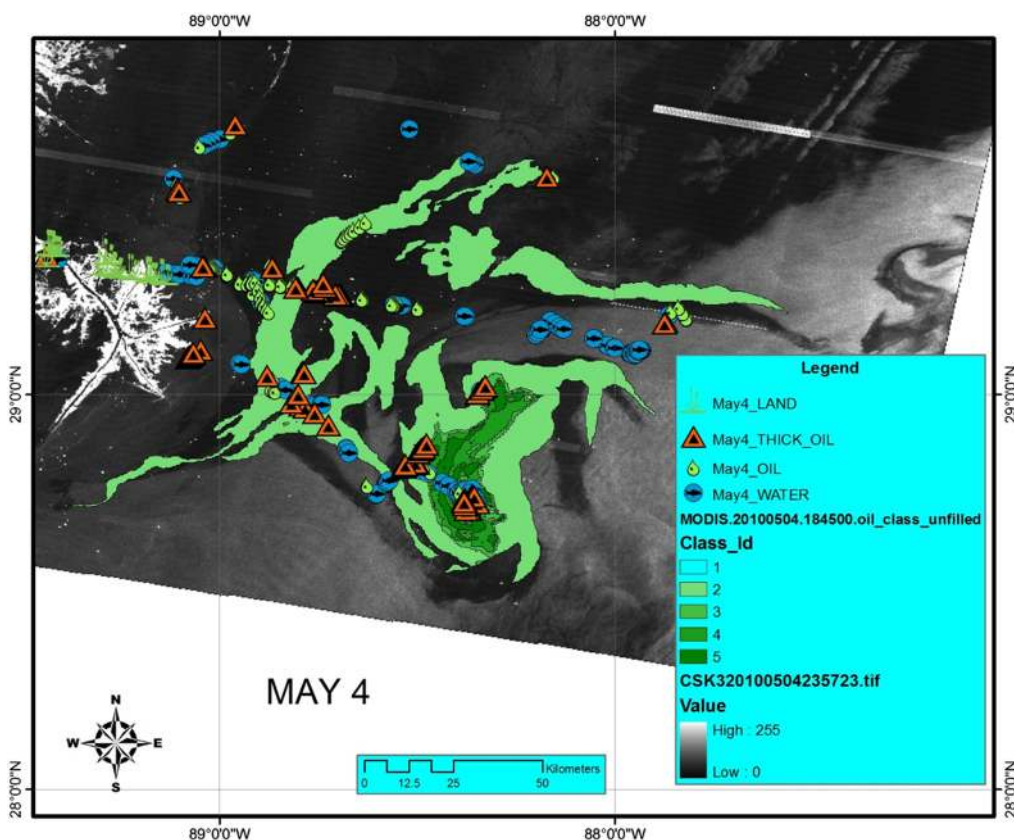 89°0'0"W 88°0'0"W
Legend
May4_LAND
May4_THICK_OIL
May4_OIL
May4_WATER
MODIS.20100504.184500.oil_class_unfilled
Class_Id
1
2
3
4
5
CSK320100504235723.tif
Value
High : 255
Low : 0
29°0'0"N 29°0'0"N
MAY 4
N
W E
S
Kilometers
0 12.5 25 50
28°0'0"N 28°0'0"N
89°0'0"W 88°0'0"W